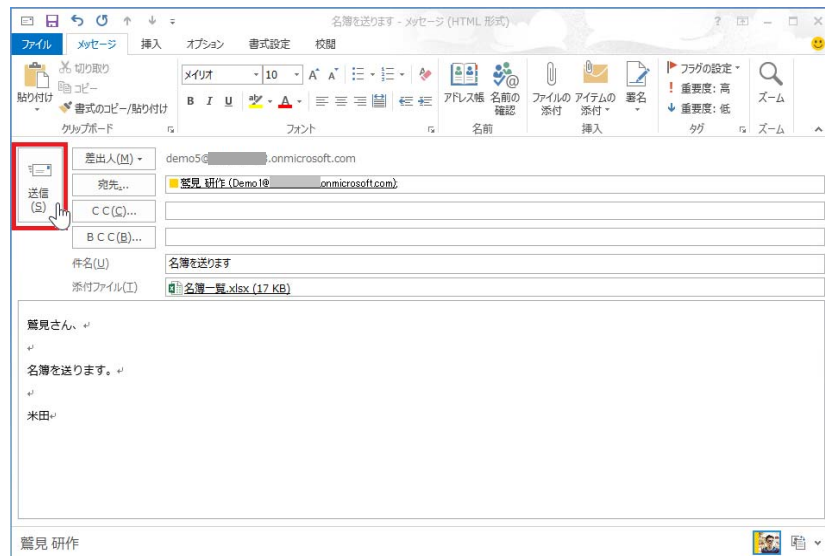 名簿を送ります - メッセージ (HTML 形式)
ファイル メッセージ 挿入 オプション 書式設定 校閲
貼り付け
切り取り
コピー
書式のコピー/貼り付け
クリップボード
メイリオ 10
B I U
フォント
アドレス帳 名前の確認
名前
ファイルの添付 アイテムの添付 署名
挿入
フラグの設定
重要度: 高
重要度: 低
タグ
ズーム
ズーム
送信(S)
差出人(M) demo5@ .onmicrosoft.com
宛先... 鷲見 研作 (Demo1@ onmicrosoft.com);
C C(C)...
B C C(B)...
件名(U) 名簿を送ります
添付ファイル(T) 名簿一覧.xlsx (17 KB)
鷲見さん、
名簿を送ります。
米田
鷲見 研作